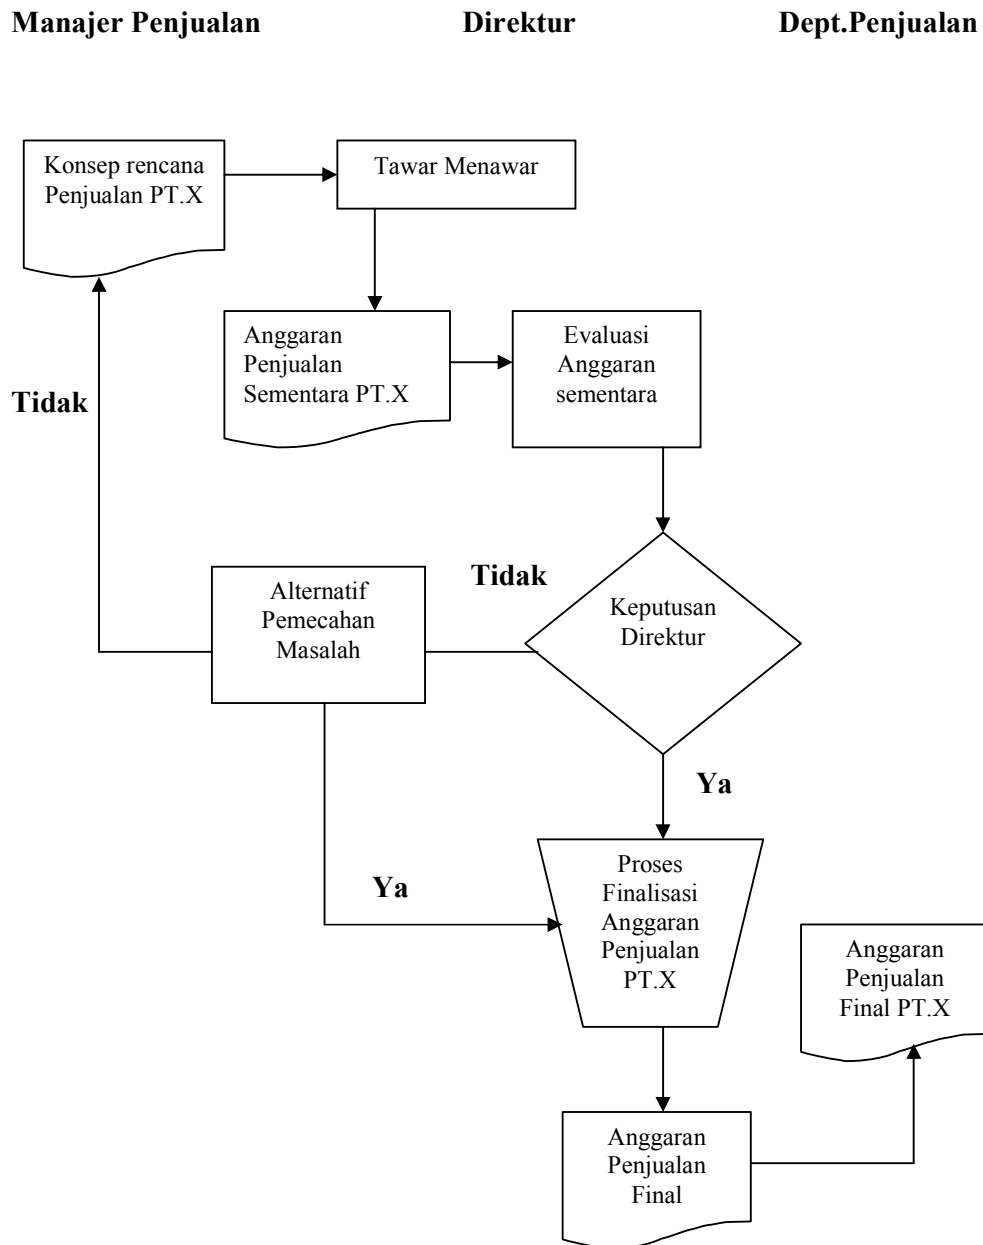 Manajer Penjualan
Direktur
Dept.Penjualan
Konsep rencana
Penjualan PT.X
Tawar Menawar
Anggaran
Penjualan
Sementara PT.X
Evaluasi
Anggaran
sementara
Tidak
Alternatif
Pemecahan
Masalah
Tidak
Keputusan
Direktur
Ya
Ya
Proses
Finalisasi
Anggaran
Penjualan
PT.X
Anggaran
Penjualan
Final PT.X
Anggaran
Penjualan
Final